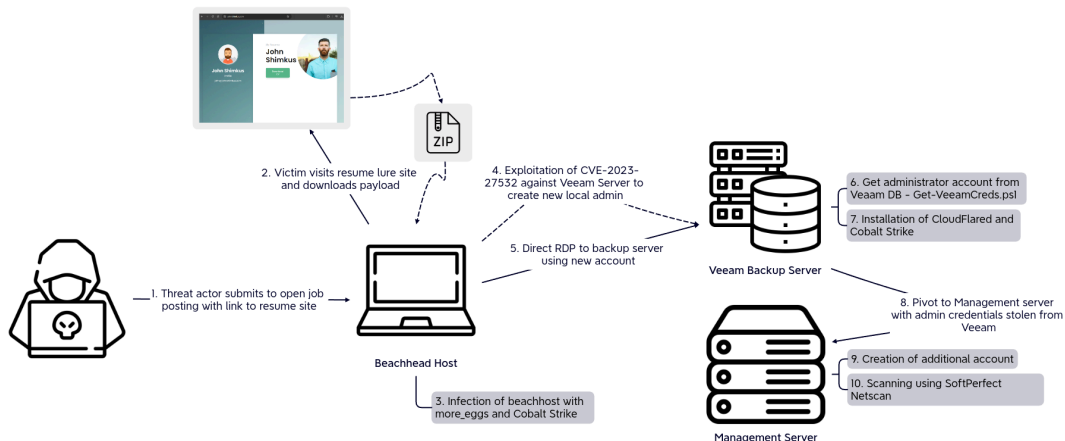 John Shimkus
John
Shimkus
ZIP
2. Victim visits resume lure site
and downloads payload
4. Exploitation of CVE-2023-
27532 against Veeam Server to
create new local admin
6. Get administrator account from
Veaam DB - Get-VeeamCreds.ps1
7. Installation of CloudFlared and
Cobalt Strike
5. Direct RDP to backup server
using new account
Veeam Backup Server
1. Threat actor submits to open job
posting with link to resume site
8. Pivot to Management server
with admin credentials stolen from
Veeam
Beachhead Host
9. Creation of additional account
3. Infection of beachhost with
more_eggs and Cobalt Strike
10. Scanning using SoftPerfect
Netscan
Management Server